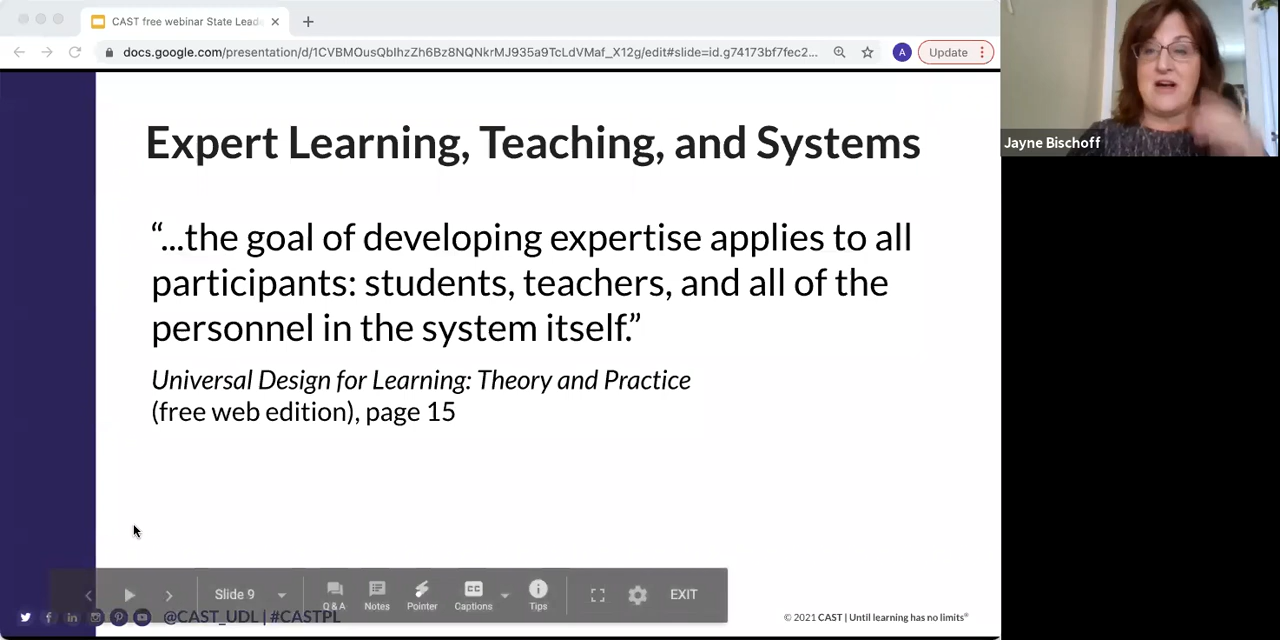 CAST free webinar State Lead
docs.google.com/presentation/d/1CVBMOusQbIhzZh6Bz8NQNkrMJ935a9TcLdVMaf_X12g/edit#slide=id.g74173bf7fec2...
A
Update
Jayne Bischoff
Expert Learning, Teaching, and Systems
“...the goal of developing expertise applies to all
participants: students, teachers, and all of the
personnel in the system itself.”
Universal Design for Learning: Theory and Practice
(free web edition), page 15
Slide 9
Q & A
Notes
Pointer
CC
Captions
Tips
EXIT
@CAST_UDL | #CASTPL
© 2021 CAST | Until learning has no limits®